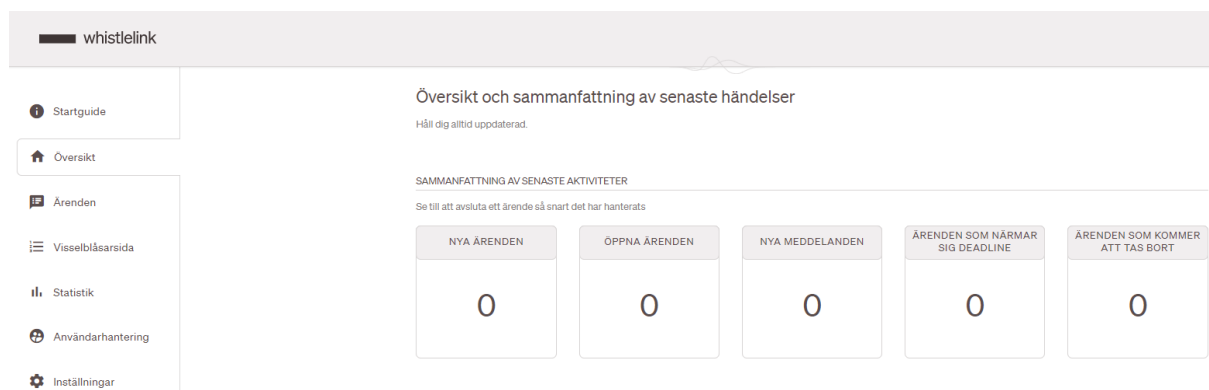 whistlelink
Startguide
Översikt
Ärenden
Visselblåsarsida
Statistik
Användarhantering
Inställningar
Översikt och sammanfattning av senaste händelser
Håll dig alltid uppdaterad.
SAMMANFATTNING AV SENASTE AKTIVITETER
Se till att avsluta ett ärende så snart det har hanterats
NYA ÄRENDEN
0
ÖPPNA ÄRENDEN
0
NYA MEDDELANDEN
0
ÄRENDEN SOM NÄRMAR
SIG DEADLINE
0
ÄRENDEN SOM KOMMER
ATT TAS BORT
0